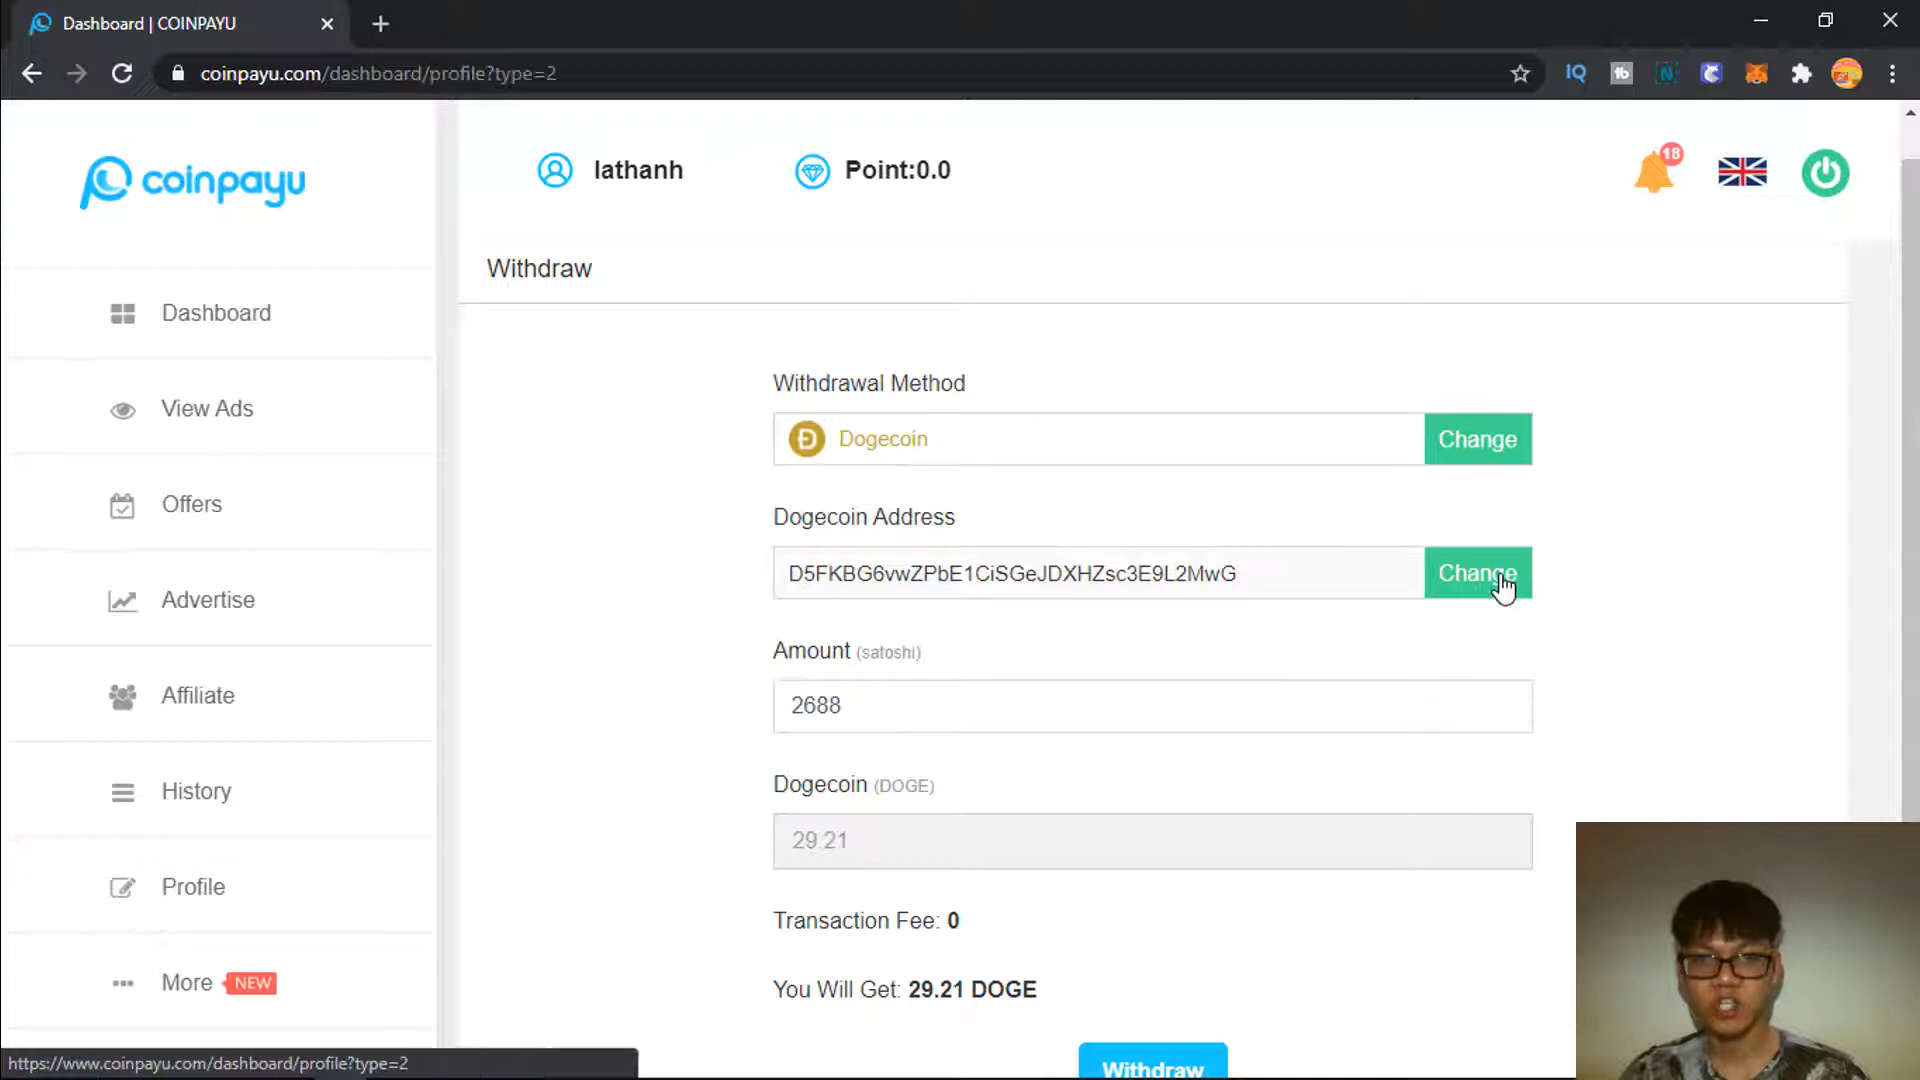 Dashboard | COINPAYU
coinpayu.com/dashboard/profile?type=2
IQ
tb
N
C
coinpayu
lathanh
Point:0.0
18
Withdraw
Dashboard
View Ads
Offers
Advertise
Affiliate
History
Profile
More NEW
Withdrawal Method
Dogecoin Change
Dogecoin Address
D5FKBG6vwZPbE1CiSGeJDXHZsc3E9L2MwG Change
Amount (satoshi)
2688
Dogecoin (DOGE)
29.21
Transaction Fee: 0
You Will Get: 29.21 DOGE
Withdraw
https://www.coinpayu.com/dashboard/profile?type=2